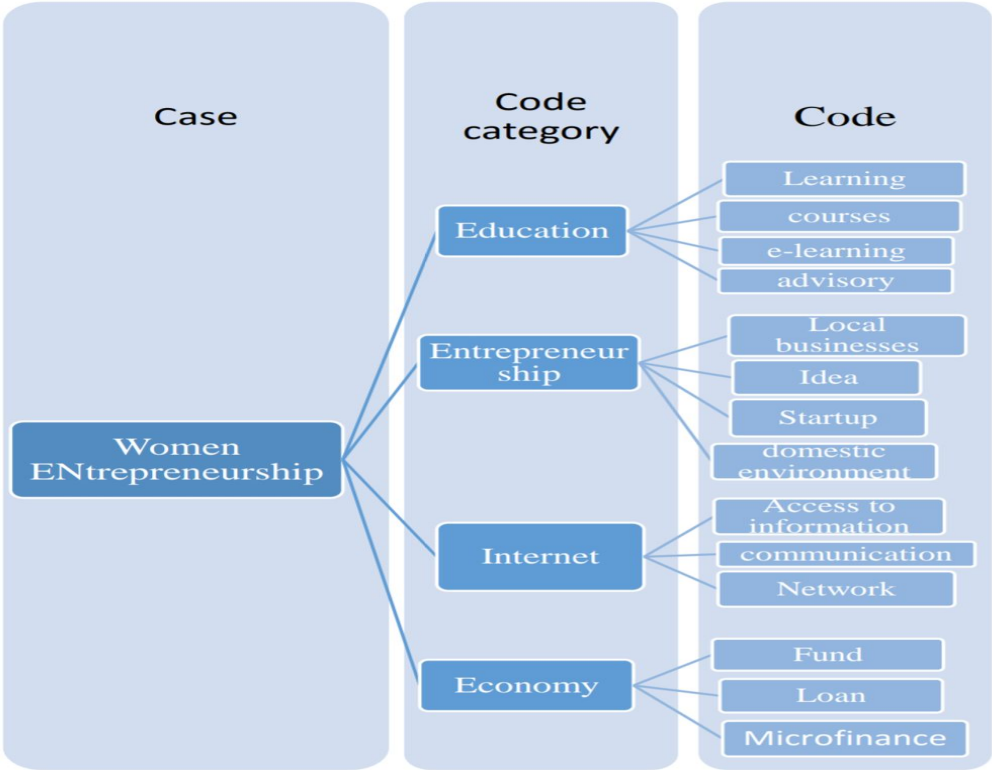 Case
Code
category
Code
Women
ENtrepreneurship
Education
Learning
courses
e-learning
advisory
Entrepreneur
ship
Local
businesses
Idea
Startup
domestic
environment
Internet
Access to
information
communication
Network
Economy
Fund
Loan
Microfinance